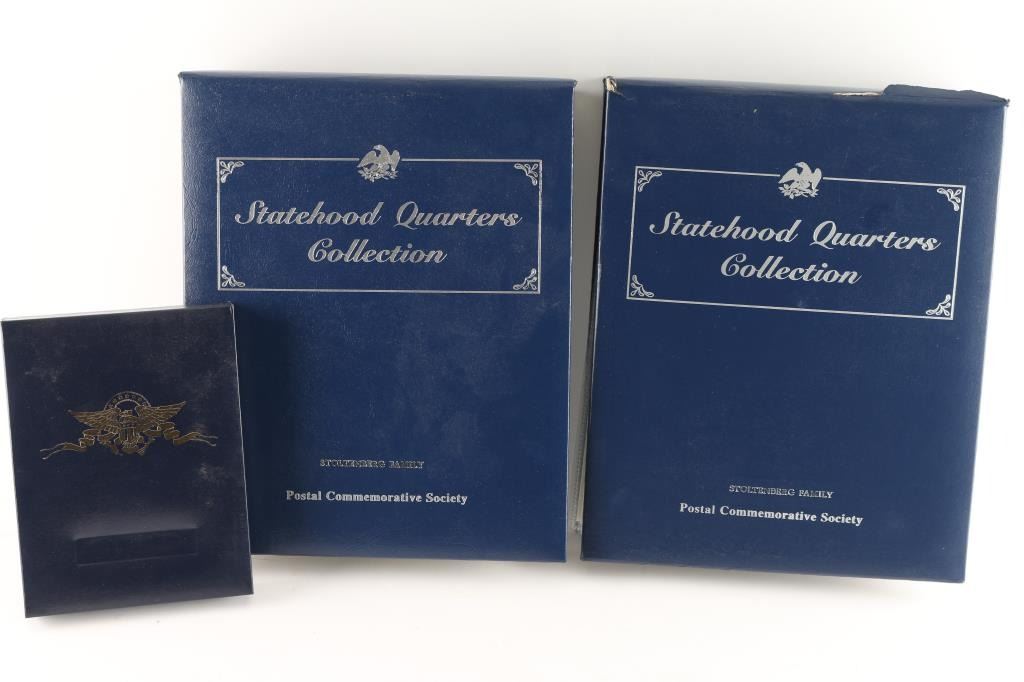 Statehood Quarters
Collection
STOLTENBERG FAMILY
Postal Commemorative Society
Statehood Quarters
Collection
STOLTENBERG FAMILY
Postal Commemorative Society